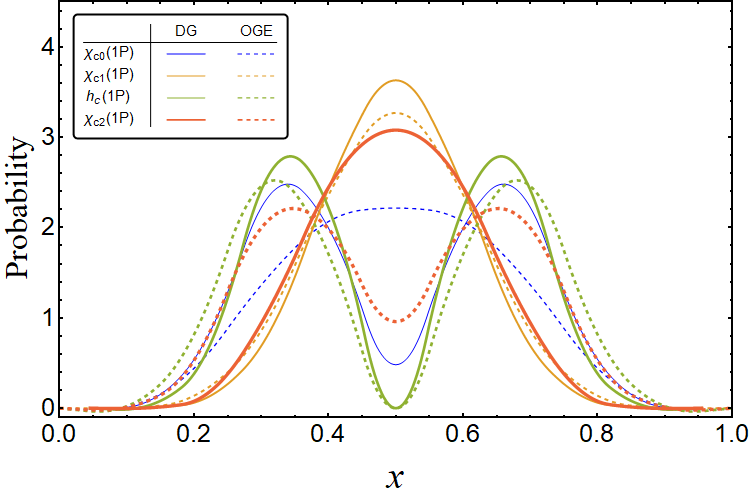 DG OGE
χc0(1P)
χc1(1P)
hc(1P)
χc2(1P)
Probability
4
3
2
1
0
0.0 0.2 0.4 0.6 0.8 1.0
x